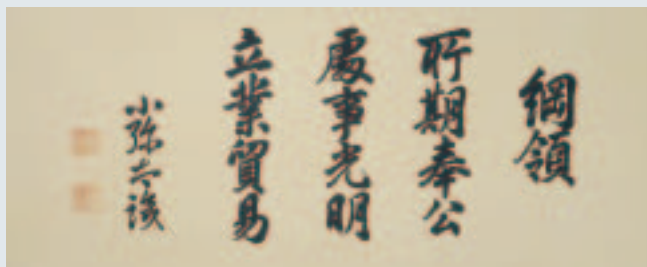 綱領
所期奉公
處事光明
立業貿易
小弥太識